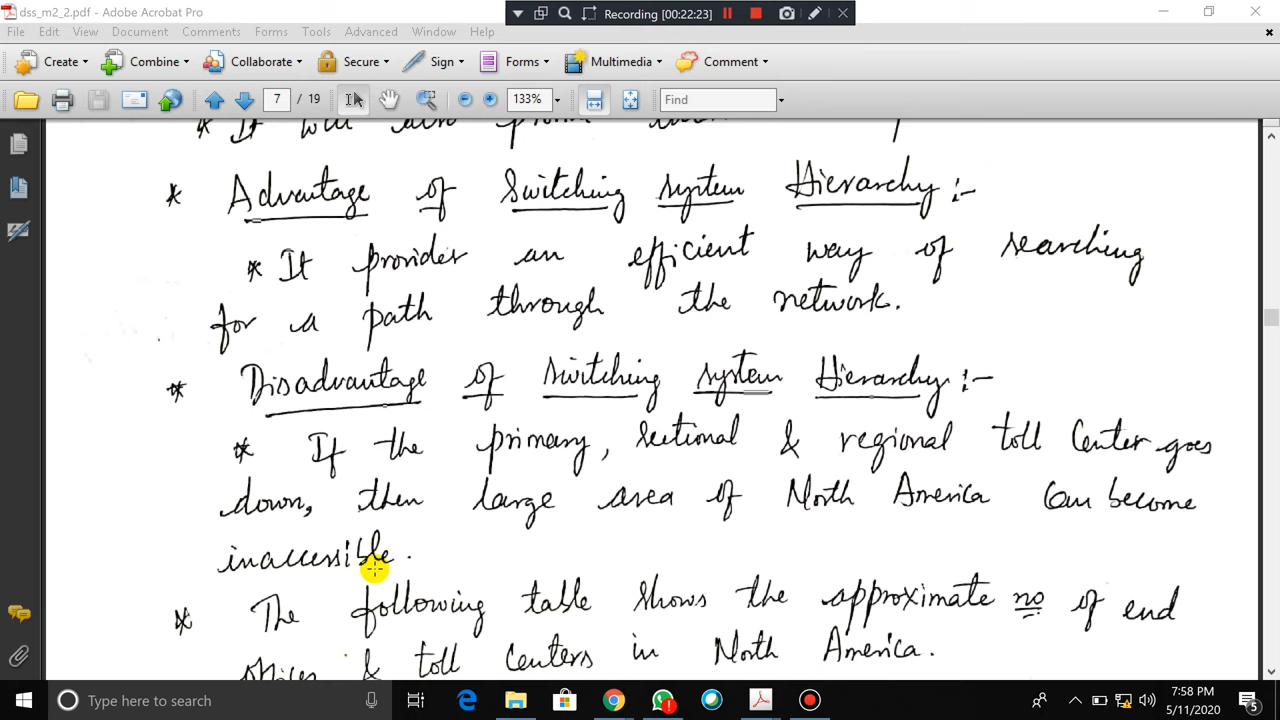 dss_m2_2.pdf - Adobe Acrobat Pro
Recording [00:22:23]
File Edit View Document Comments Forms Tools Advanced Window Help
Create Combine Collaborate Secure Sign Forms Multimedia Comment
7 / 19 133% Find
* It will also
* Advantage of Switching system Hierarchy :-
* It provides an efficient way of searching
for a path through the network.
* Disadvantage of switching system Hierarchy :-
* If the primary, sectional & regional toll Center goes
down, then large area of North America Can become
inaccessible.
* The following table shows the approximate no of end
offices & toll Centers in North America.
Type here to search
7:58 PM
5/11/2020
5